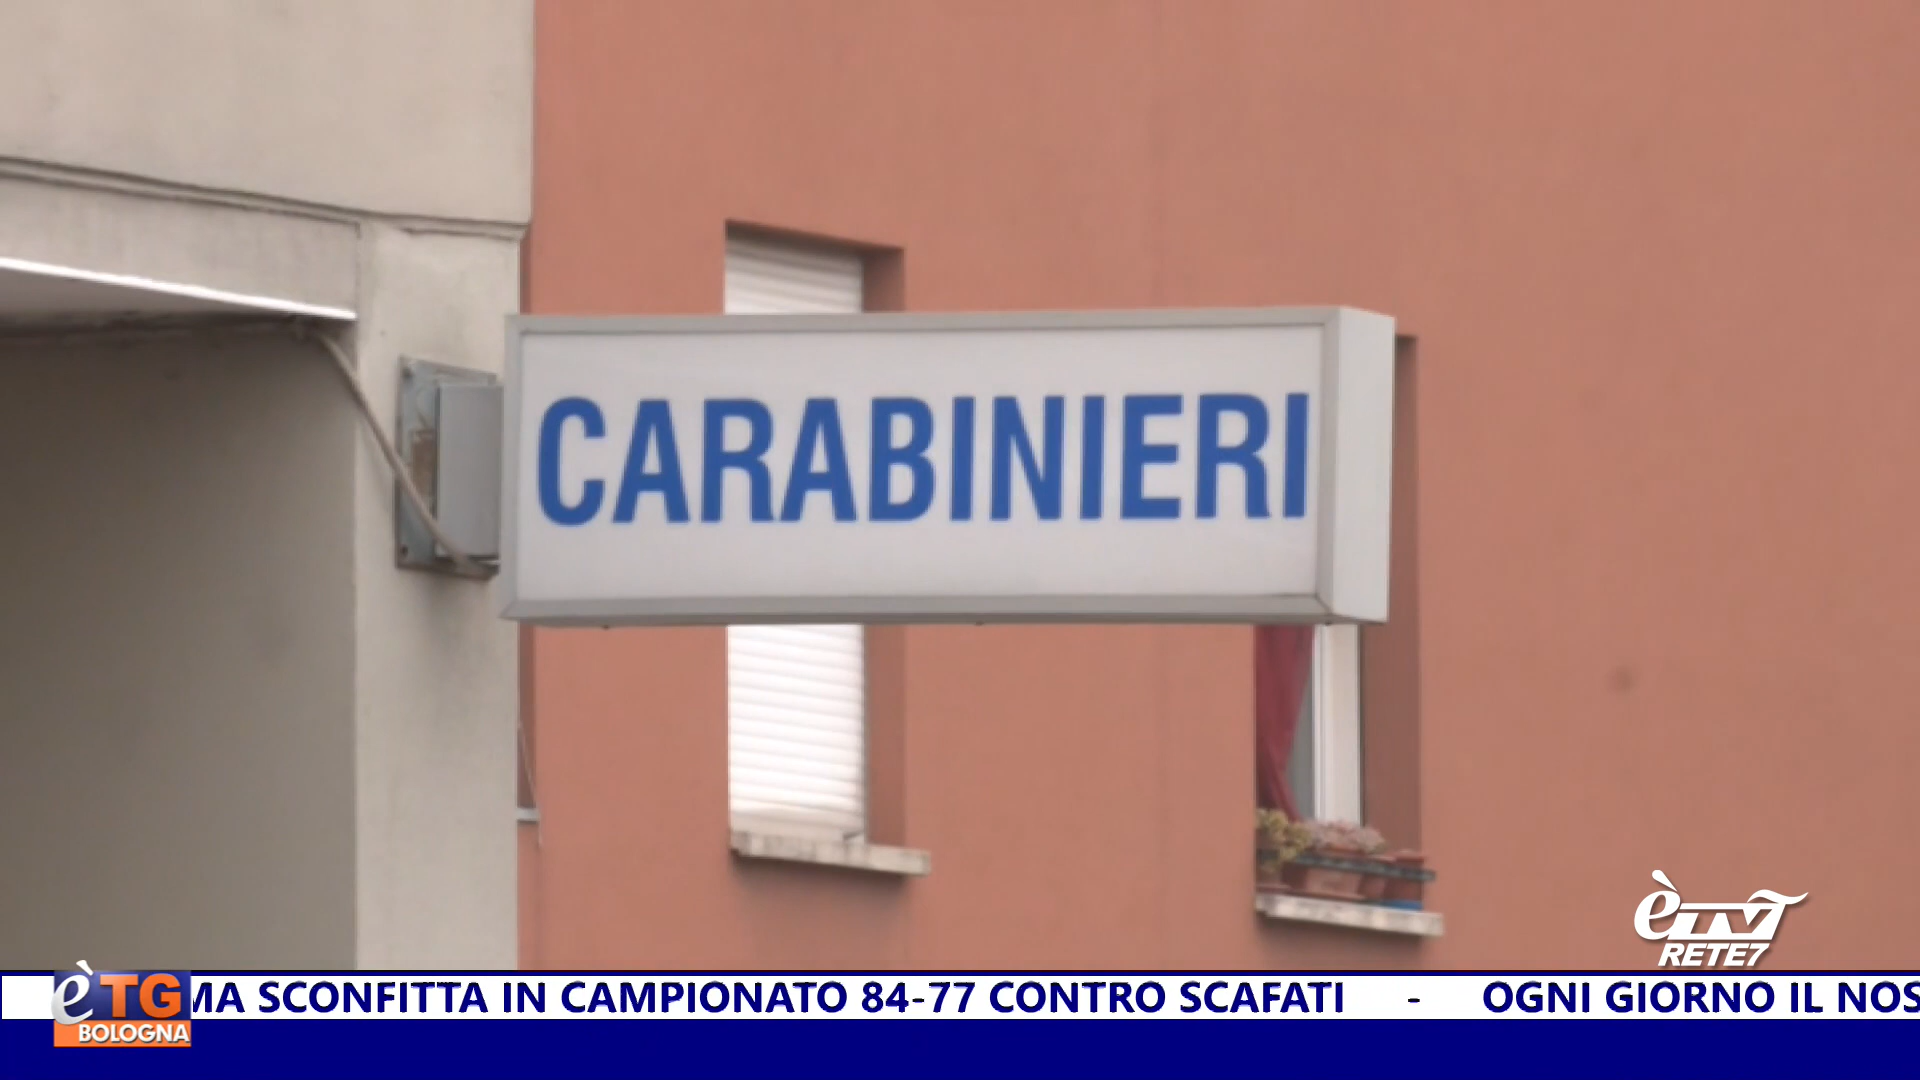 CARABINIERI
èTV
RETE7
èTG
BOLOGNA
MA SCONFITTA IN CAMPIONATO 84-77 CONTRO SCAFATI - OGNI GIORNO IL NOS